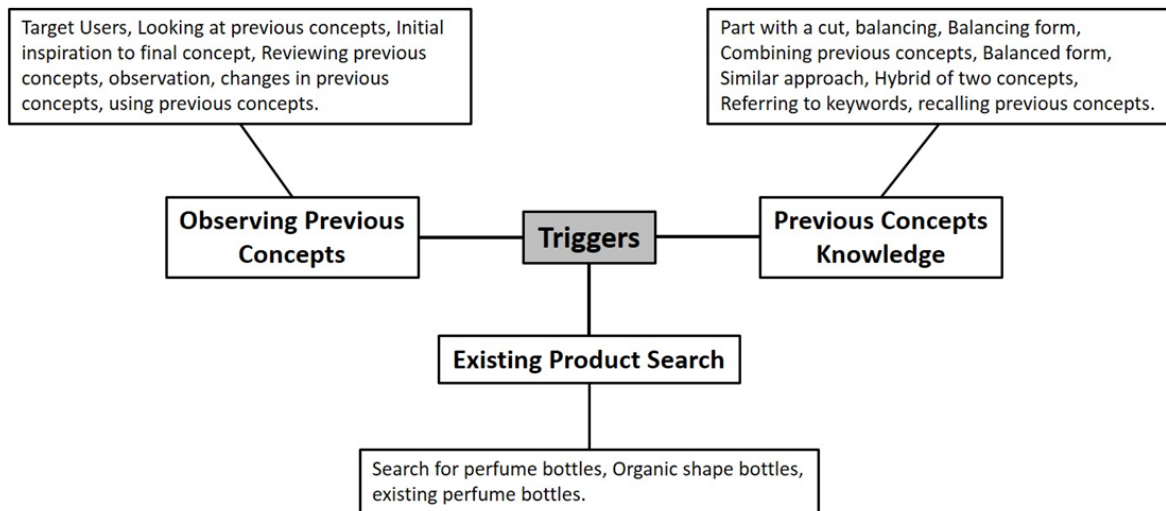 Target Users, Looking at previous concepts, Initial
inspiration to final concept, Reviewing previous
concepts, observation, changes in previous
concepts, using previous concepts.
Part with a cut, balancing, Balancing form,
Combining previous concepts, Balanced form,
Similar approach, Hybrid of two concepts,
Referring to keywords, recalling previous concepts.
Observing Previous
Concepts
Triggers
Previous Concepts
Knowledge
Existing Product Search
Search for perfume bottles, Organic shape bottles,
existing perfume bottles.